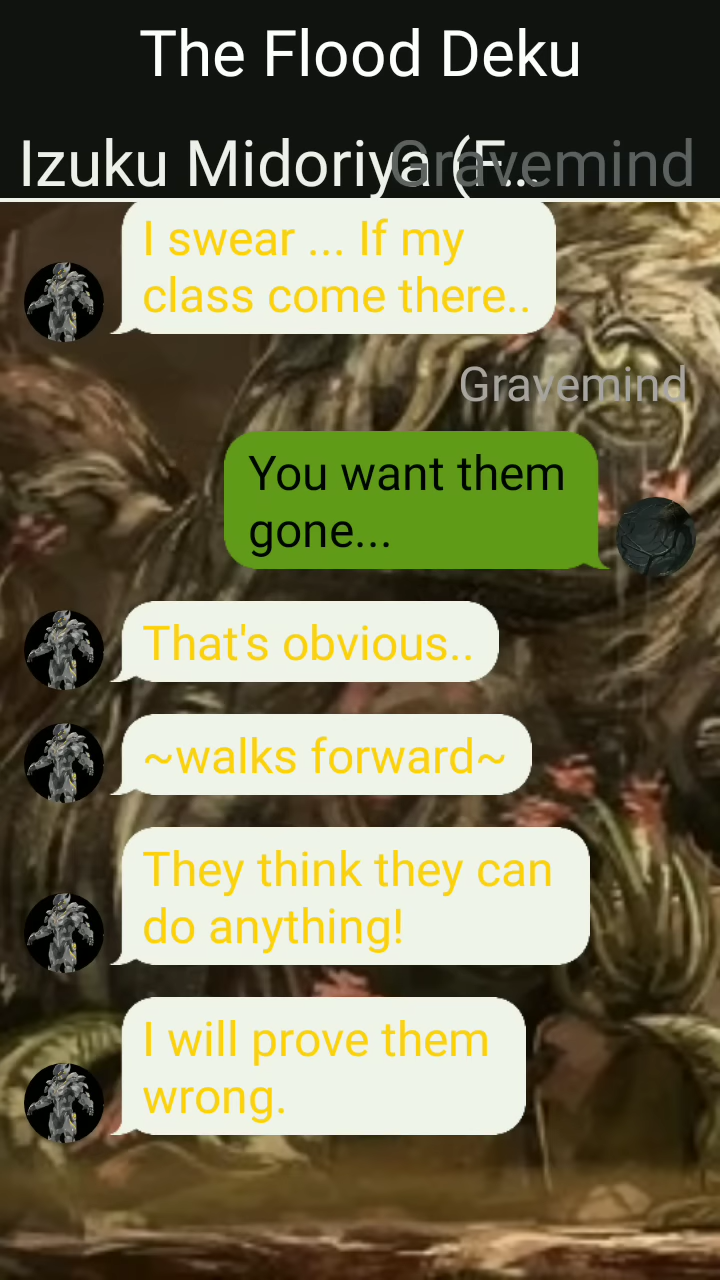 The Flood Deku
Izuku Midoriya (F...
Gravemind
I swear ... If my
class come there..
Gravemind
You want them
gone...
That's obvious..
~walks forward~
They think they can
do anything!
I will prove them
wrong.